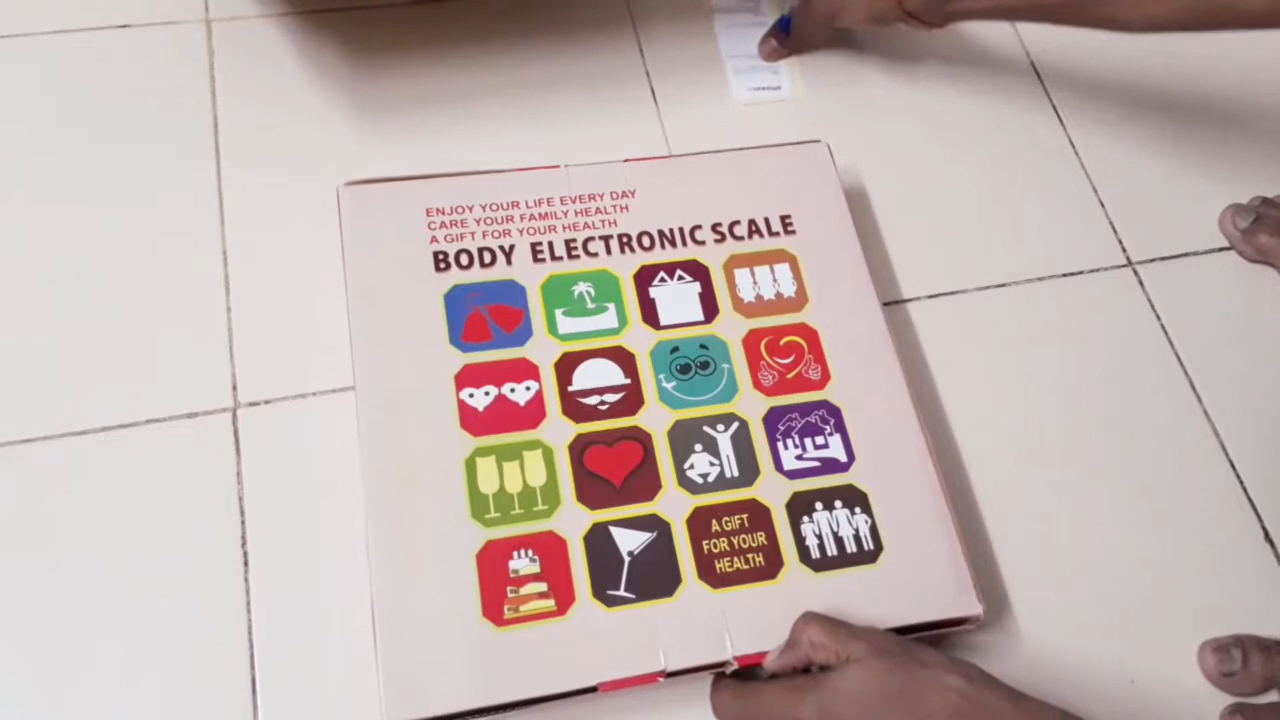 ENJOY YOUR LIFE EVERY DAY
CARE YOUR FAMILY HEALTH
A GIFT FOR YOUR HEALTH
BODY ELECTRONIC SCALE
A GIFT
FOR YOUR
HEALTH